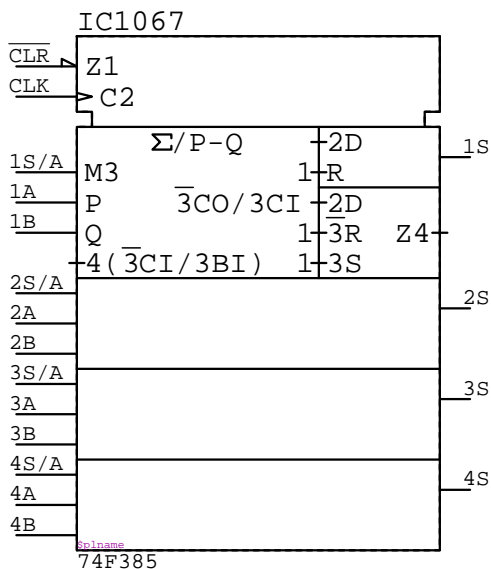 IC1067
CLR
Z1
CLK
C2
Σ/P-Q
2D
1S
1S/A
M3
1
R
1A
P
3CO/3CI
2D
1B
Q
1
3R
Z4
4(3CI/3BI)
1
3S
2S/A
2S
2A
2B
3S/A
3S
3A
3B
4S/A
4S
4A
4B
$plname
74F385